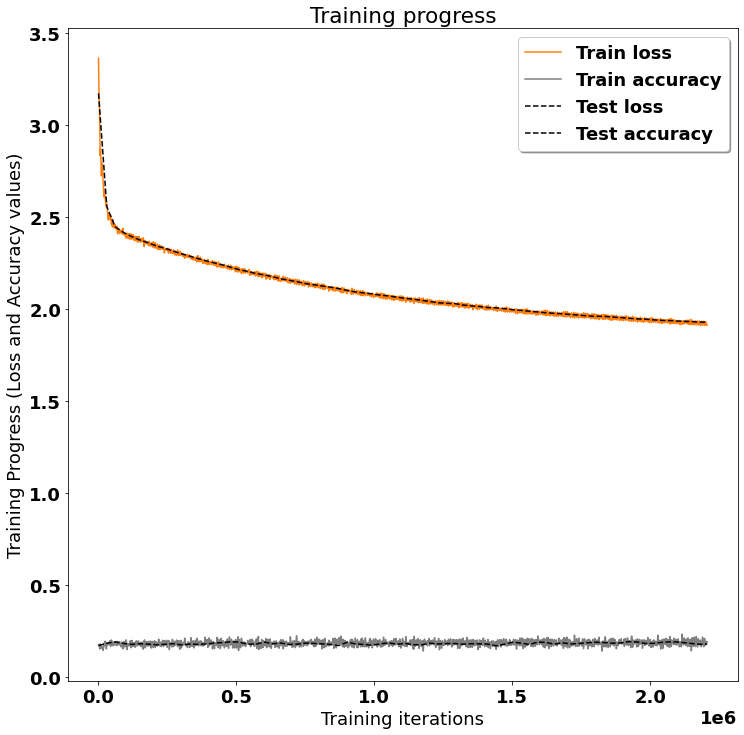 Training progress
3.5
3.0
2.5
2.0
1.5
1.0
0.5
0.0
Training Progress (Loss and Accuracy values)
Train loss
Train accuracy
Test loss
Test accuracy
0.0 0.5 1.0 1.5 2.0
1e6
Training iterations